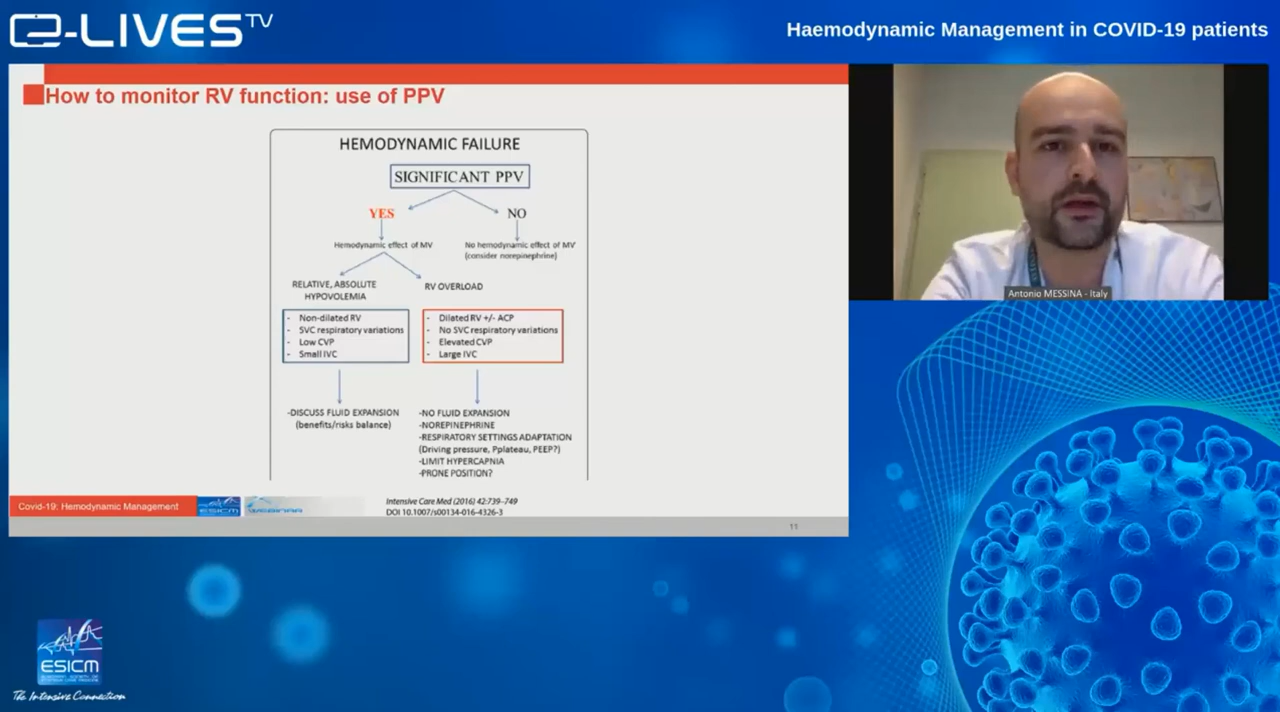 e-LIVES TV
Haemodynamic Management in COVID-19 patients
How to monitor RV function: use of PPV
HEMODYNAMIC FAILURE
SIGNIFICANT PPV
YES
NO
Hemodynamic effect of MV
No hemodynamic effect of MV
(consider norepinephrine)
RELATIVE, ABSOLUTE
HYPOVOLEMIA
RV OVERLOAD
- Non-dilated RV
- SVC respiratory variations
- Low CVP
- Small IVC
- Dilated RV +/- ACP
- No SVC respiratory variations
- Elevated CVP
- Large IVC
-DISCUSS FLUID EXPANSION
(benefits/risks balance)
-NO FLUID EXPANSION
-NOREPINEPHRINE
-RESPIRATORY SETTINGS ADAPTATION
(Driving pressure, Pplateau, PEEP?)
-LIMIT HYPERCAPNIA
-PRONE POSITION?
Antonio MESSINA - Italy
Covid-19: Hemodynamic Management
ESICM
WEBINAR
Intensive Care Med (2016) 42:739–749
DOI 10.1007/s00134-016-4326-3
11
ESICM
The Intensive Connection